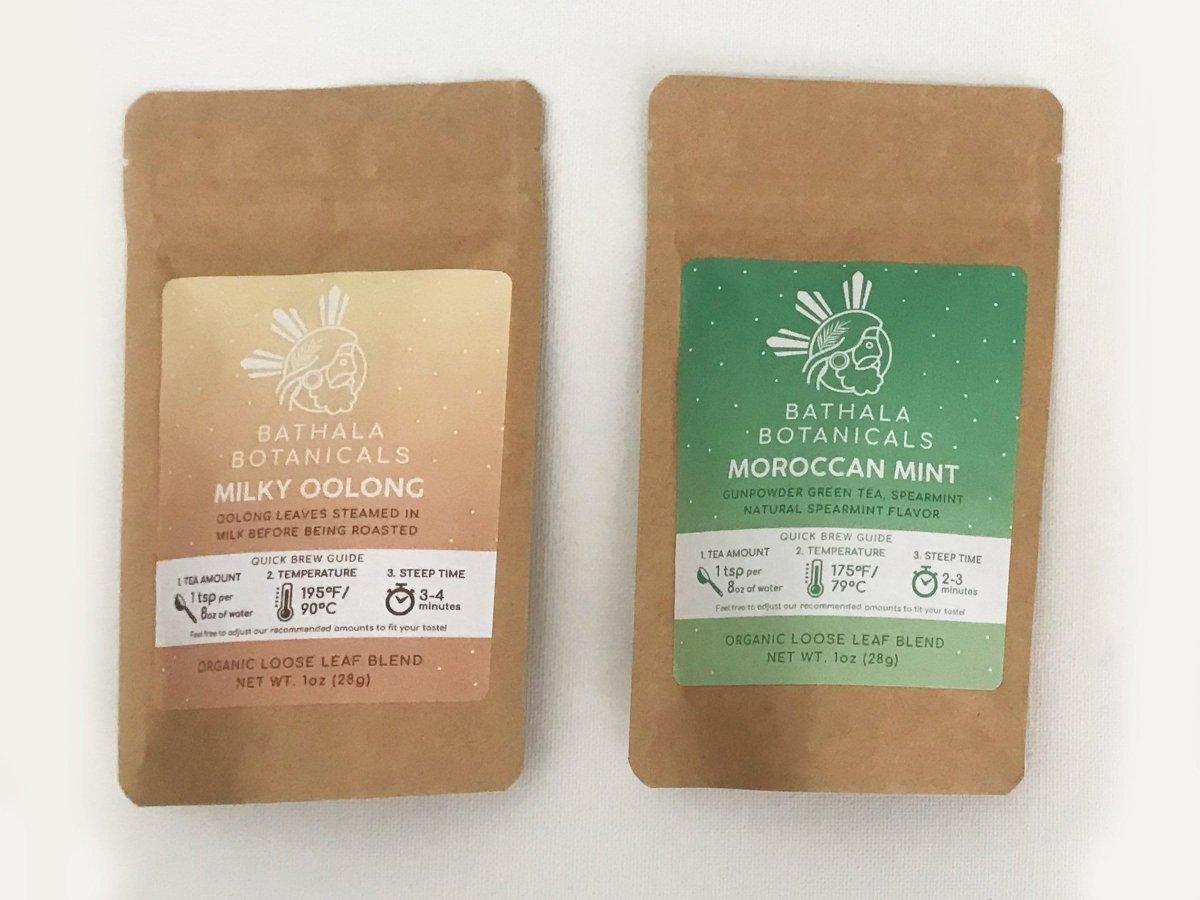 BATHALA
BOTANICALS
MILKY OOLONG
OOLONG LEAVES STEAMED IN
MILK BEFORE BEING ROASTED
QUICK BREW GUIDE
1. TEA AMOUNT
1 tsp per
8oz of water
2. TEMPERATURE
195°F/
90°C
3. STEEP TIME
3-4
minutes
Feel free to adjust our recommended amounts to fit your taste!
ORGANIC LOOSE LEAF BLEND
NET WT. 1oz (28g)
BATHALA
BOTANICALS
MOROCCAN MINT
GUNPOWDER GREEN TEA, SPEARMINT
NATURAL SPEARMINT FLAVOR
QUICK BREW GUIDE
1. TEA AMOUNT
1 tsp per
8oz of water
2. TEMPERATURE
175°F/
79°C
3. STEEP TIME
2-3
minutes
Feel free to adjust our recommended amounts to fit your taste!
ORGANIC LOOSE LEAF BLEND
NET WT. 1oz (28g)